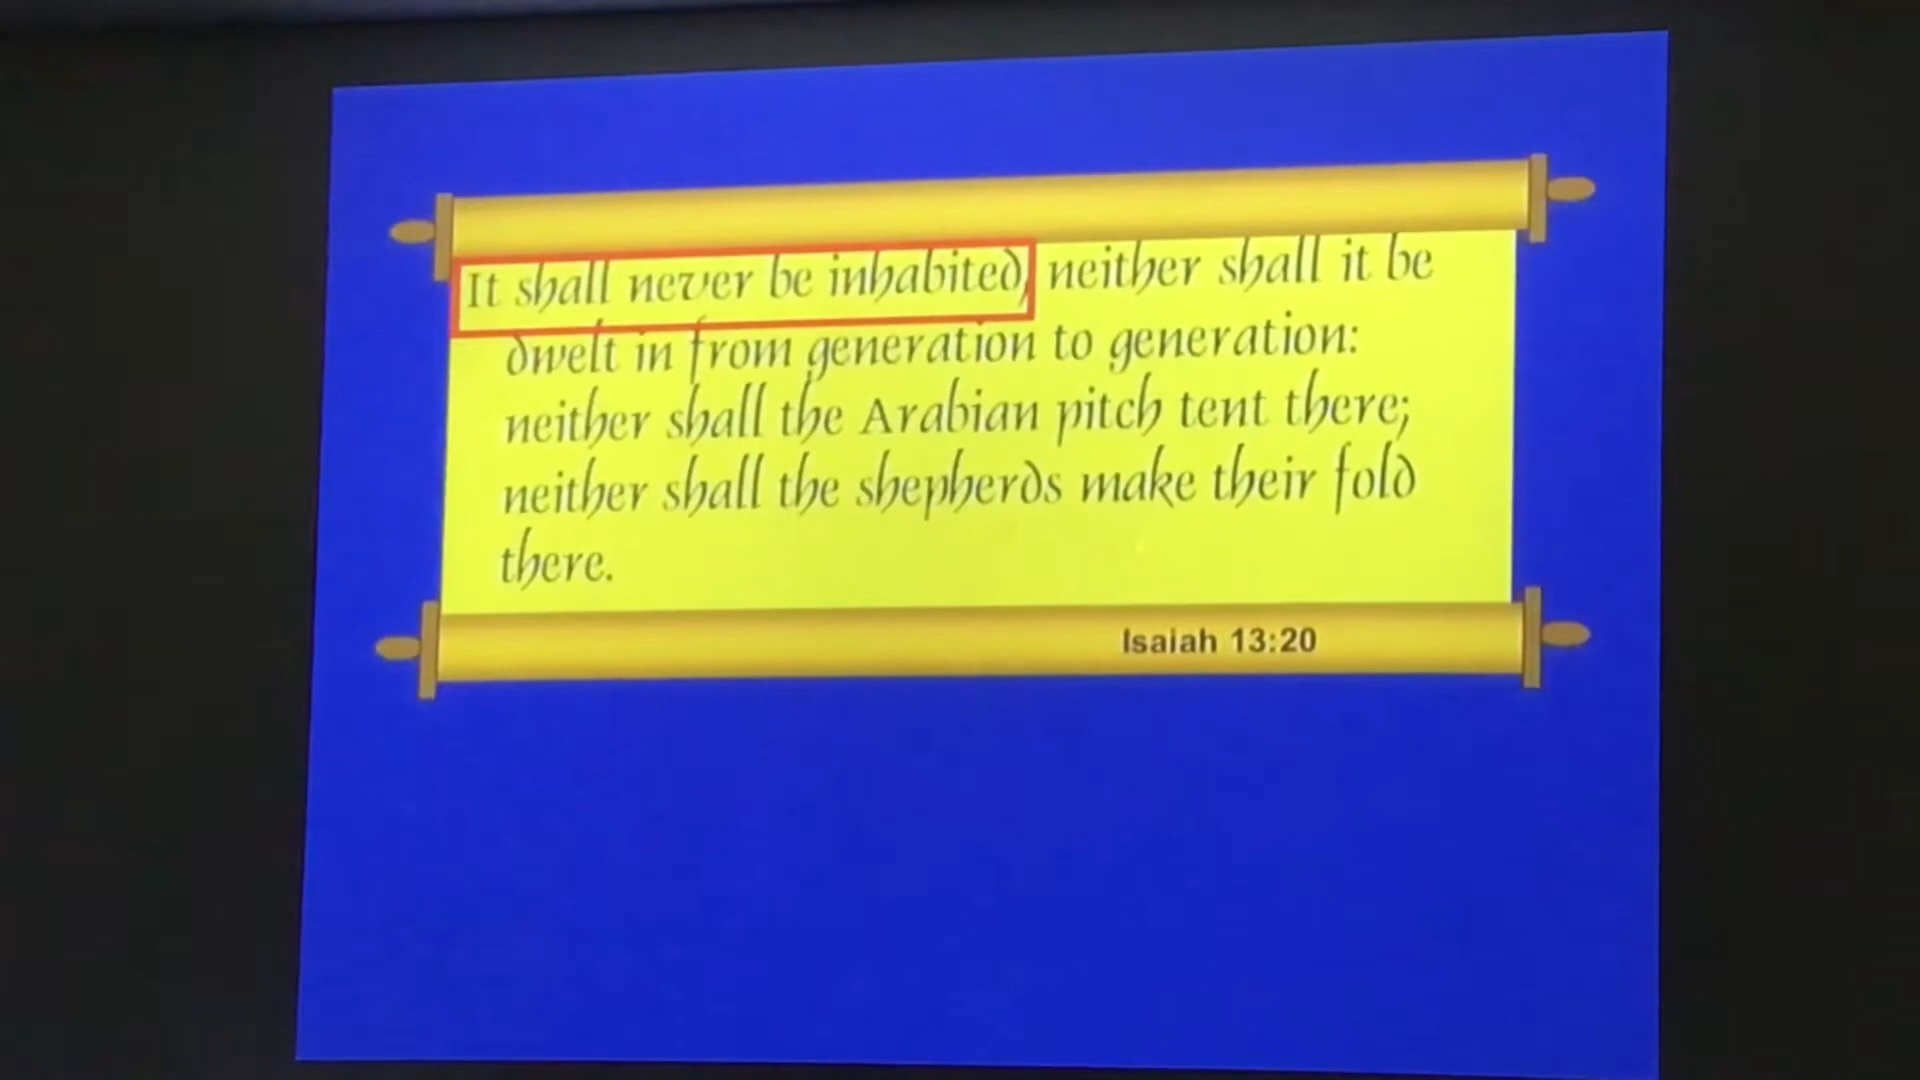 It shall never be inhabited, neither shall it be
dwelt in from generation to generation:
neither shall the Arabian pitch tent there;
neither shall the shepherds make their fold
there.
Isaiah 13:20